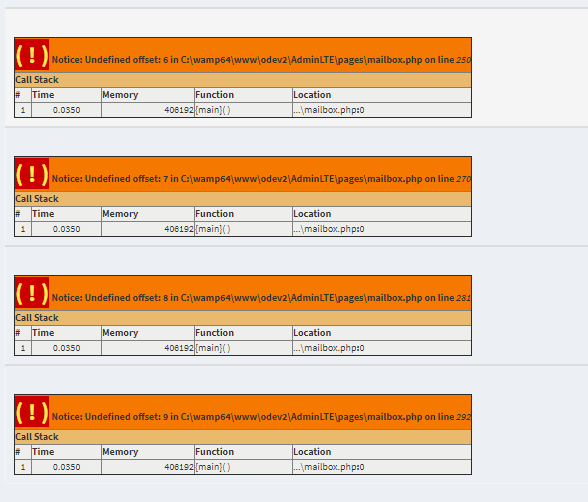 ( ! ) Notice: Undefined offset: 6 in C:\wamp64\www\odev2\AdminLTE\pages\mailbox.php on line 250
Call Stack
# Time Memory Function Location
1 0.0350 406192 {main}( ) ...\mailbox.php:0
( ! ) Notice: Undefined offset: 7 in C:\wamp64\www\odev2\AdminLTE\pages\mailbox.php on line 270
Call Stack
# Time Memory Function Location
1 0.0350 406192 {main}( ) ...\mailbox.php:0
( ! ) Notice: Undefined offset: 8 in C:\wamp64\www\odev2\AdminLTE\pages\mailbox.php on line 281
Call Stack
# Time Memory Function Location
1 0.0350 406192 {main}( ) ...\mailbox.php:0
( ! ) Notice: Undefined offset: 9 in C:\wamp64\www\odev2\AdminLTE\pages\mailbox.php on line 292
Call Stack
# Time Memory Function Location
1 0.0350 406192 {main}( ) ...\mailbox.php:0